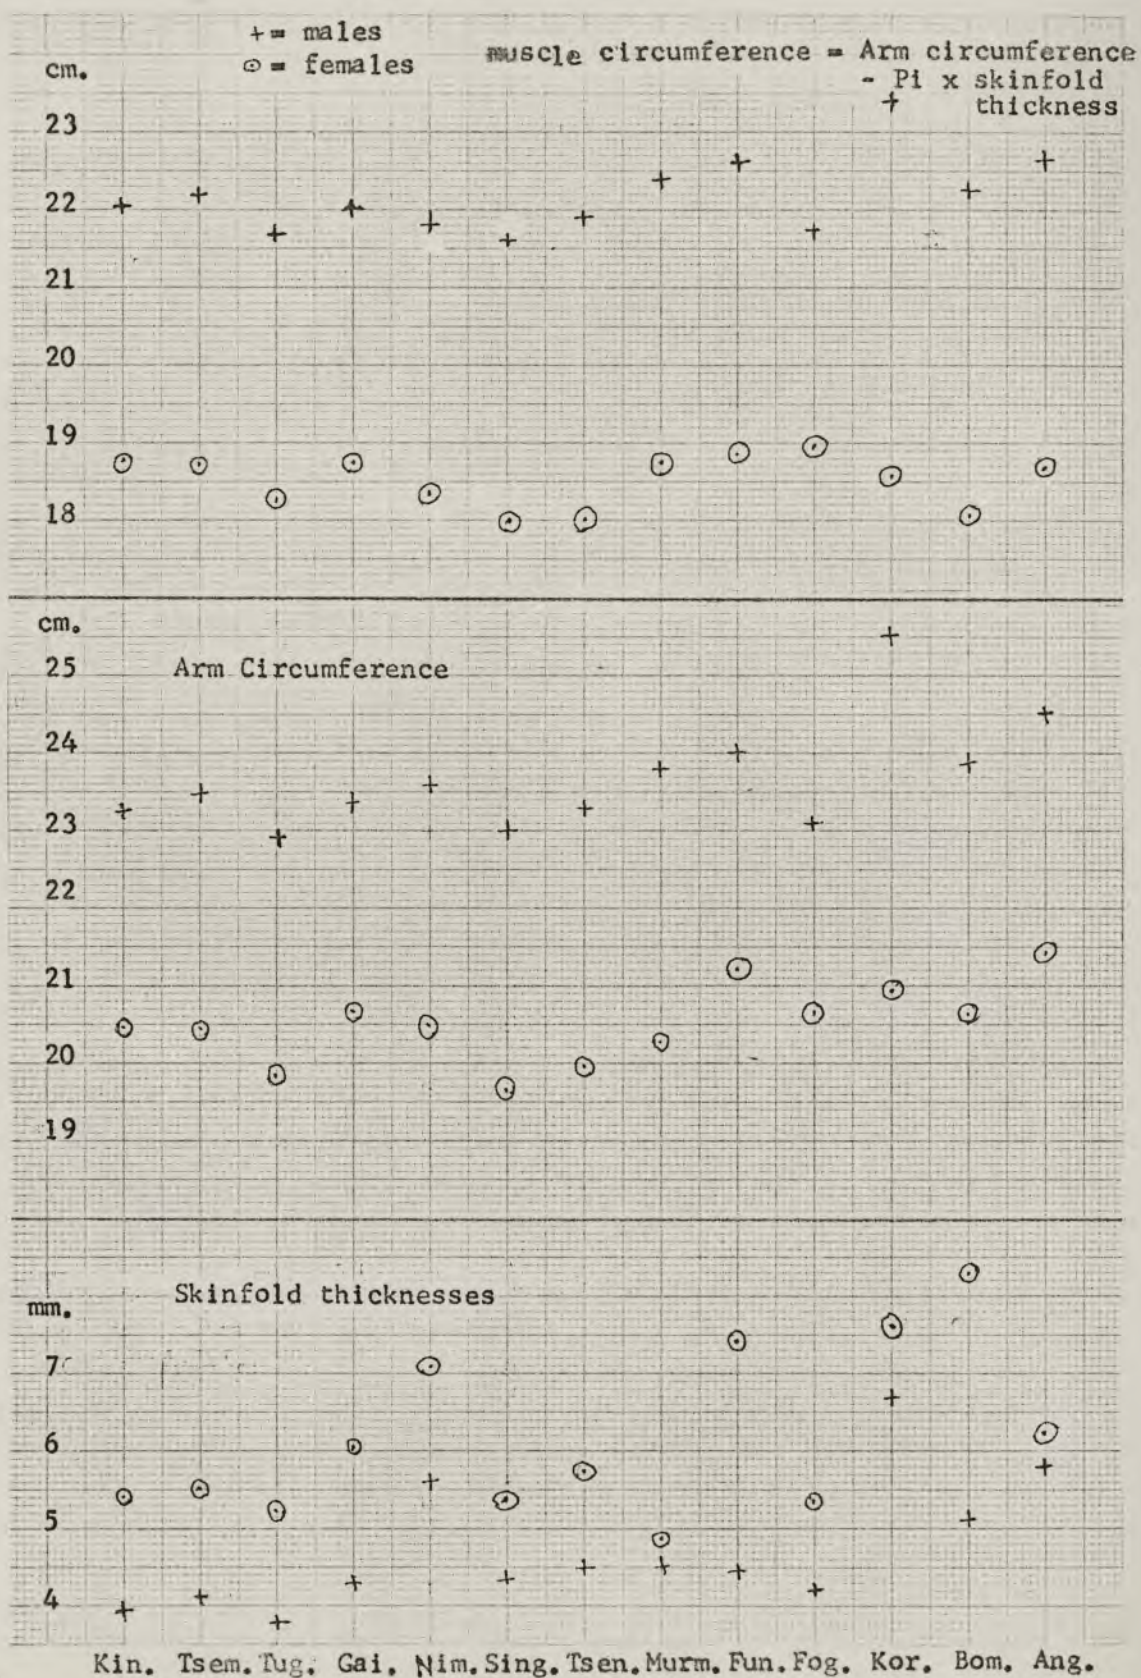 + = males
⊙ = females
muscle circumference = Arm circumference
- Pi x skinfold
thickness
cm.
23
22
21
20
19
18
cm.
Arm Circumference
25
24
23
22
21
20
19
Skinfold thicknesses
mm.
7
6
5
4
Kin. Tsem. Tug. Gai. Nim. Sing. Tsen. Murm. Fun. Fog. Kor. Bom. Ang.